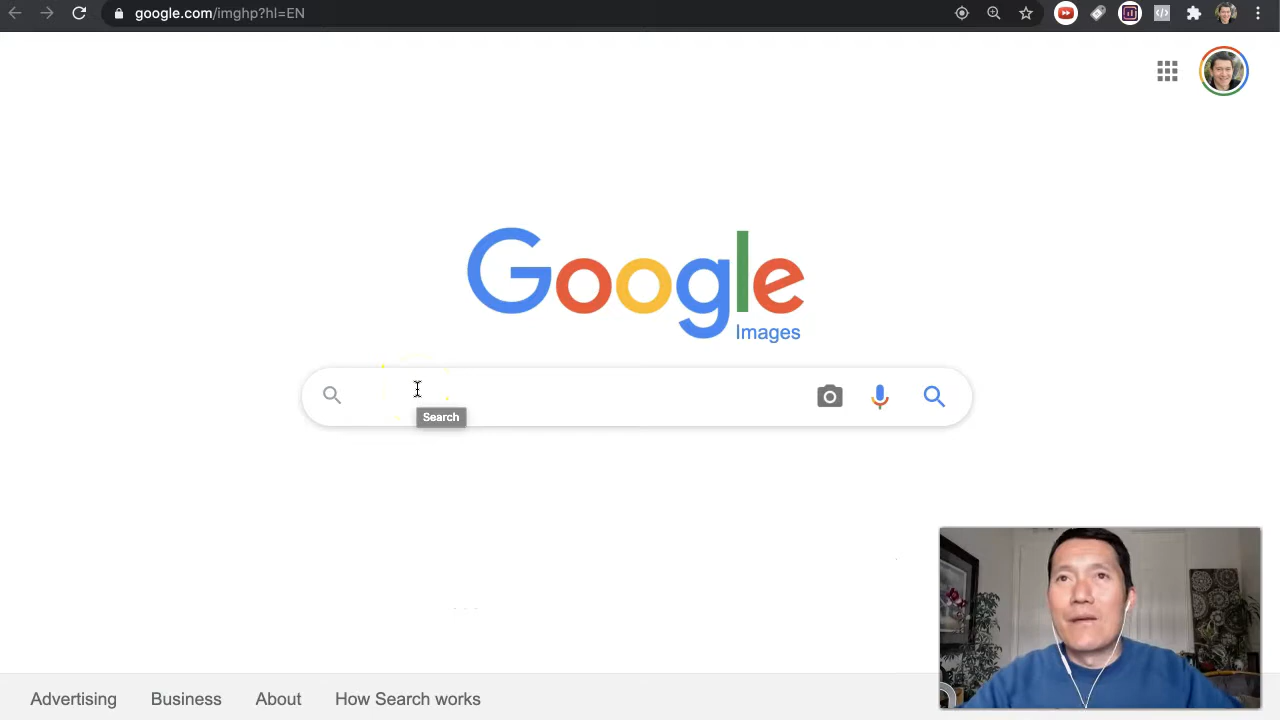 google.com/imghp?hl=EN
Google
Images
Search
Advertising Business About How Search works